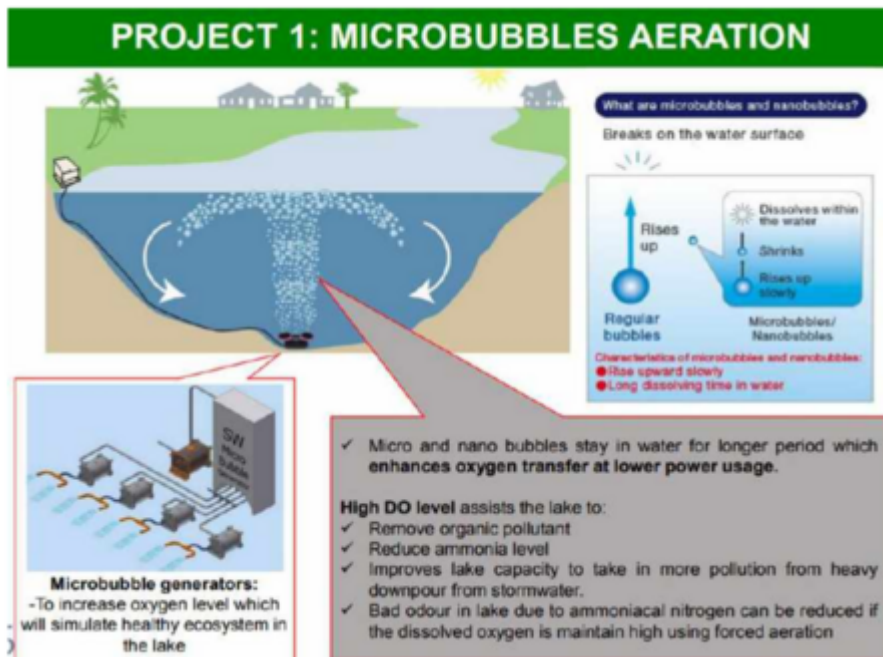 PROJECT 1: MICROBUBBLES AERATION
What are microbubbles and nanobubbles?
Breaks on the water surface
Rises
up
Regular
bubbles
Dissolves within
the water
Shrinks
Rises up
slowly
Microbubbles/
Nanobubbles
Characteristics of microbubbles and nanobubbles:
●Rise upward slowly
●Long dissolving time in water
SW
Micro
Bubble
Microbubble generators:
-To increase oxygen level which
will simulate healthy ecosystem in
the lake
✓ Micro and nano bubbles stay in water for longer period which
enhances oxygen transfer at lower power usage.
High DO level assists the lake to:
✓ Remove organic pollutant
✓ Reduce ammonia level
✓ Improves lake capacity to take in more pollution from heavy
downpour from stormwater.
✓ Bad odour in lake due to ammoniacal nitrogen can be reduced if
the dissolved oxygen is maintain high using forced aeration